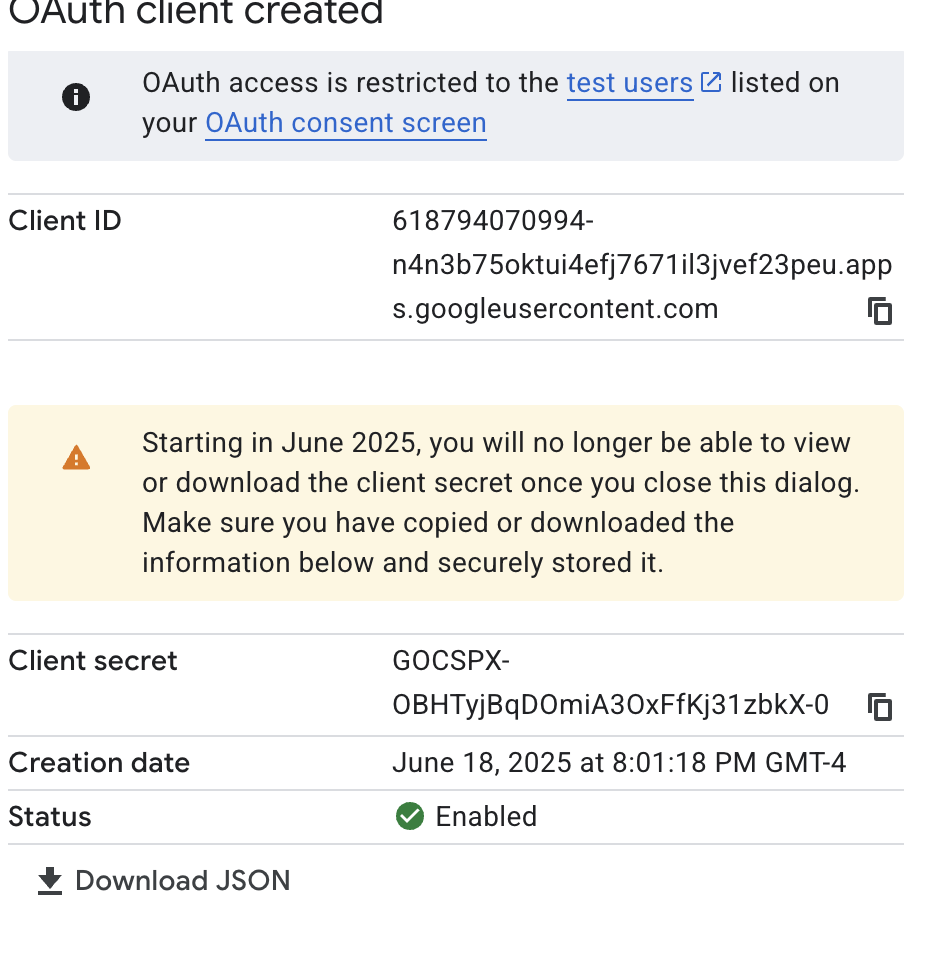 OAuth client created
OAuth access is restricted to the test users listed on
your OAuth consent screen
Client ID
618794070994-
n4n3b75oktui4efj7671il3jvef23peu.app
s.googleusercontent.com
Starting in June 2025, you will no longer be able to view
or download the client secret once you close this dialog.
Make sure you have copied or downloaded the
information below and securely stored it.
Client secret
GOCSPX-
OBHTyjBqDOmiA3OxFfKj31zbkX-0
Creation date
June 18, 2025 at 8:01:18 PM GMT-4
Status
Enabled
Download JSON